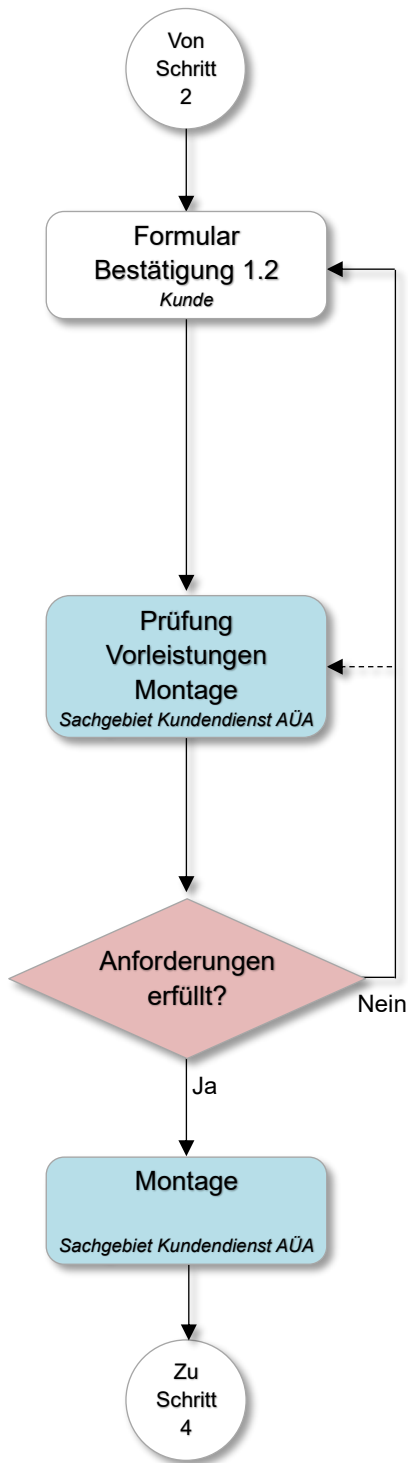 Von
Schritt
2
Formular
Bestätigung 1.2
Kunde
Prüfung
Vorleistungen
Montage
Sachgebiet Kundendienst AÜA
Anforderungen
erfüllt?
Nein
Ja
Montage
Sachgebiet Kundendienst AÜA
Zu
Schritt
4